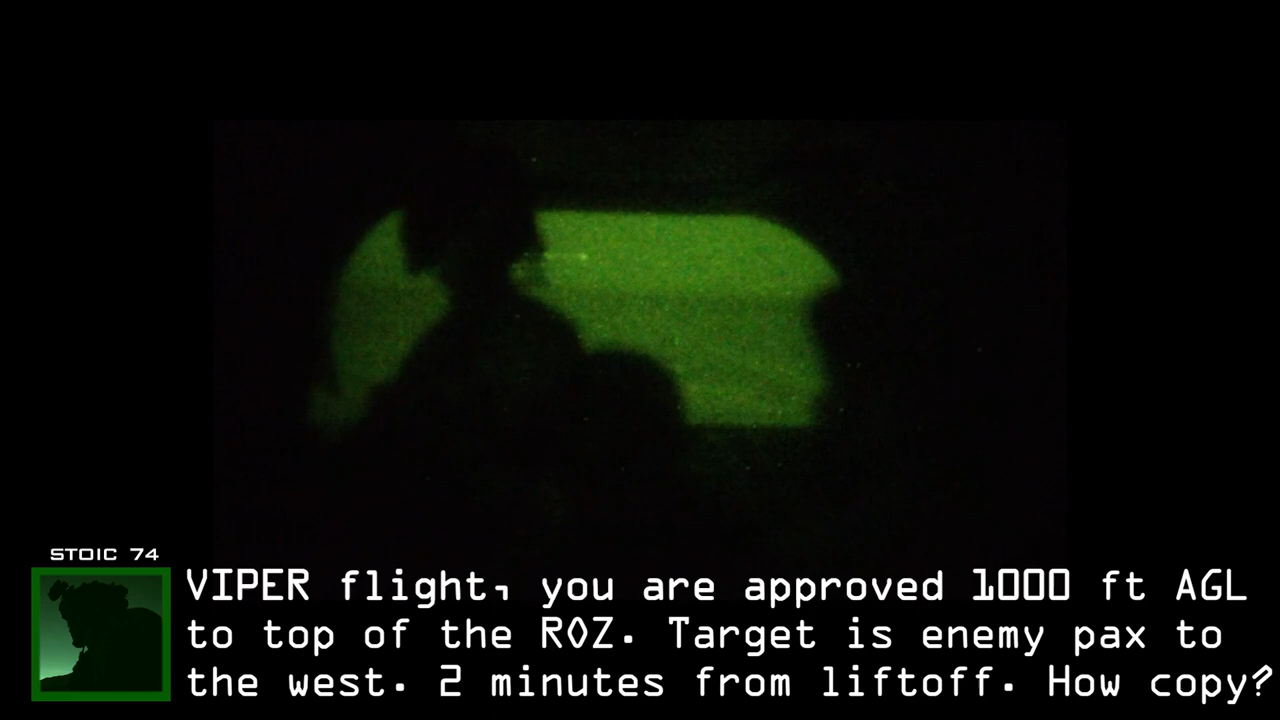 STOIC 74
VIPER flight, you are approved 1000 ft AGL
to top of the ROZ. Target is enemy pax to
the west. 2 minutes from liftoff. How copy?